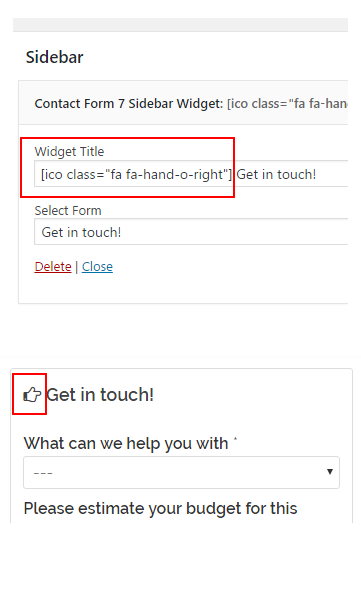 Sidebar
Contact Form 7 Sidebar Widget: [ico class="fa fa-hand-
Widget Title
[ico class="fa fa-hand-o-right"] Get in touch!
Select Form
Get in touch!
Delete | Close
Get in touch!
What can we help you with *
---
Please estimate your budget for this